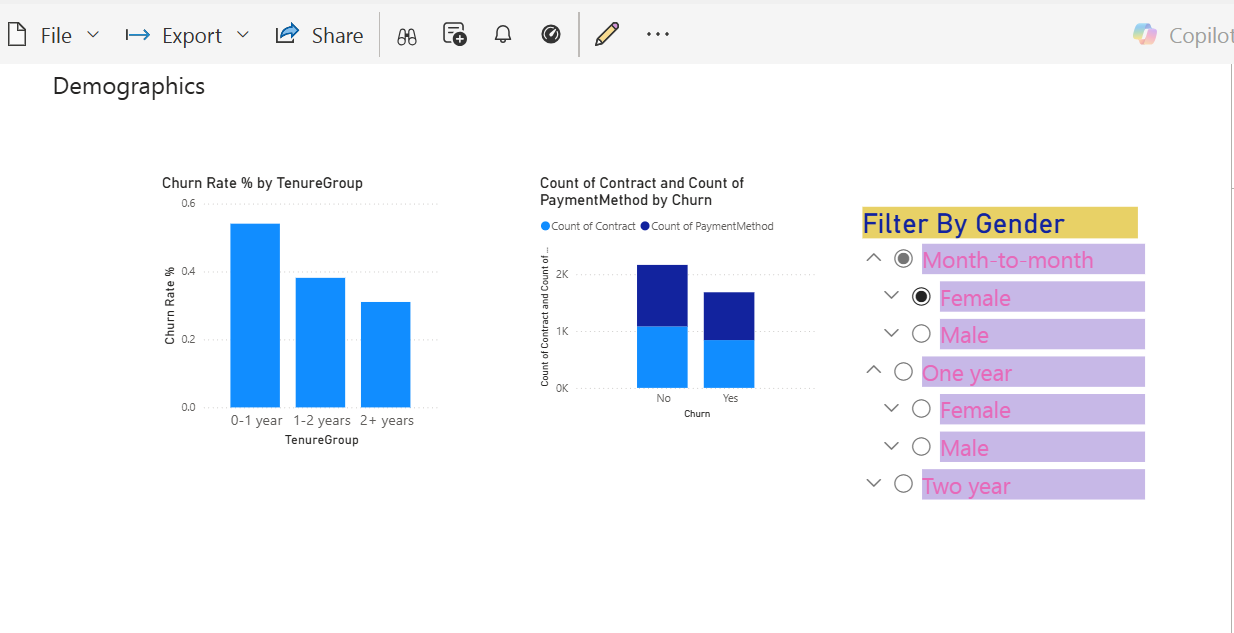 File Export Share Copilot
Demographics
Churn Rate % by TenureGroup
0.6
0.4
0.2
0.0
Churn Rate %
0-1 year 1-2 years 2+ years
TenureGroup
Count of Contract and Count of
PaymentMethod by Churn
Count of Contract Count of PaymentMethod
2K
1K
0K
Count of Contract and Count of ...
No Yes
Churn
Filter By Gender
Month-to-month
Female
Male
One year
Female
Male
Two year